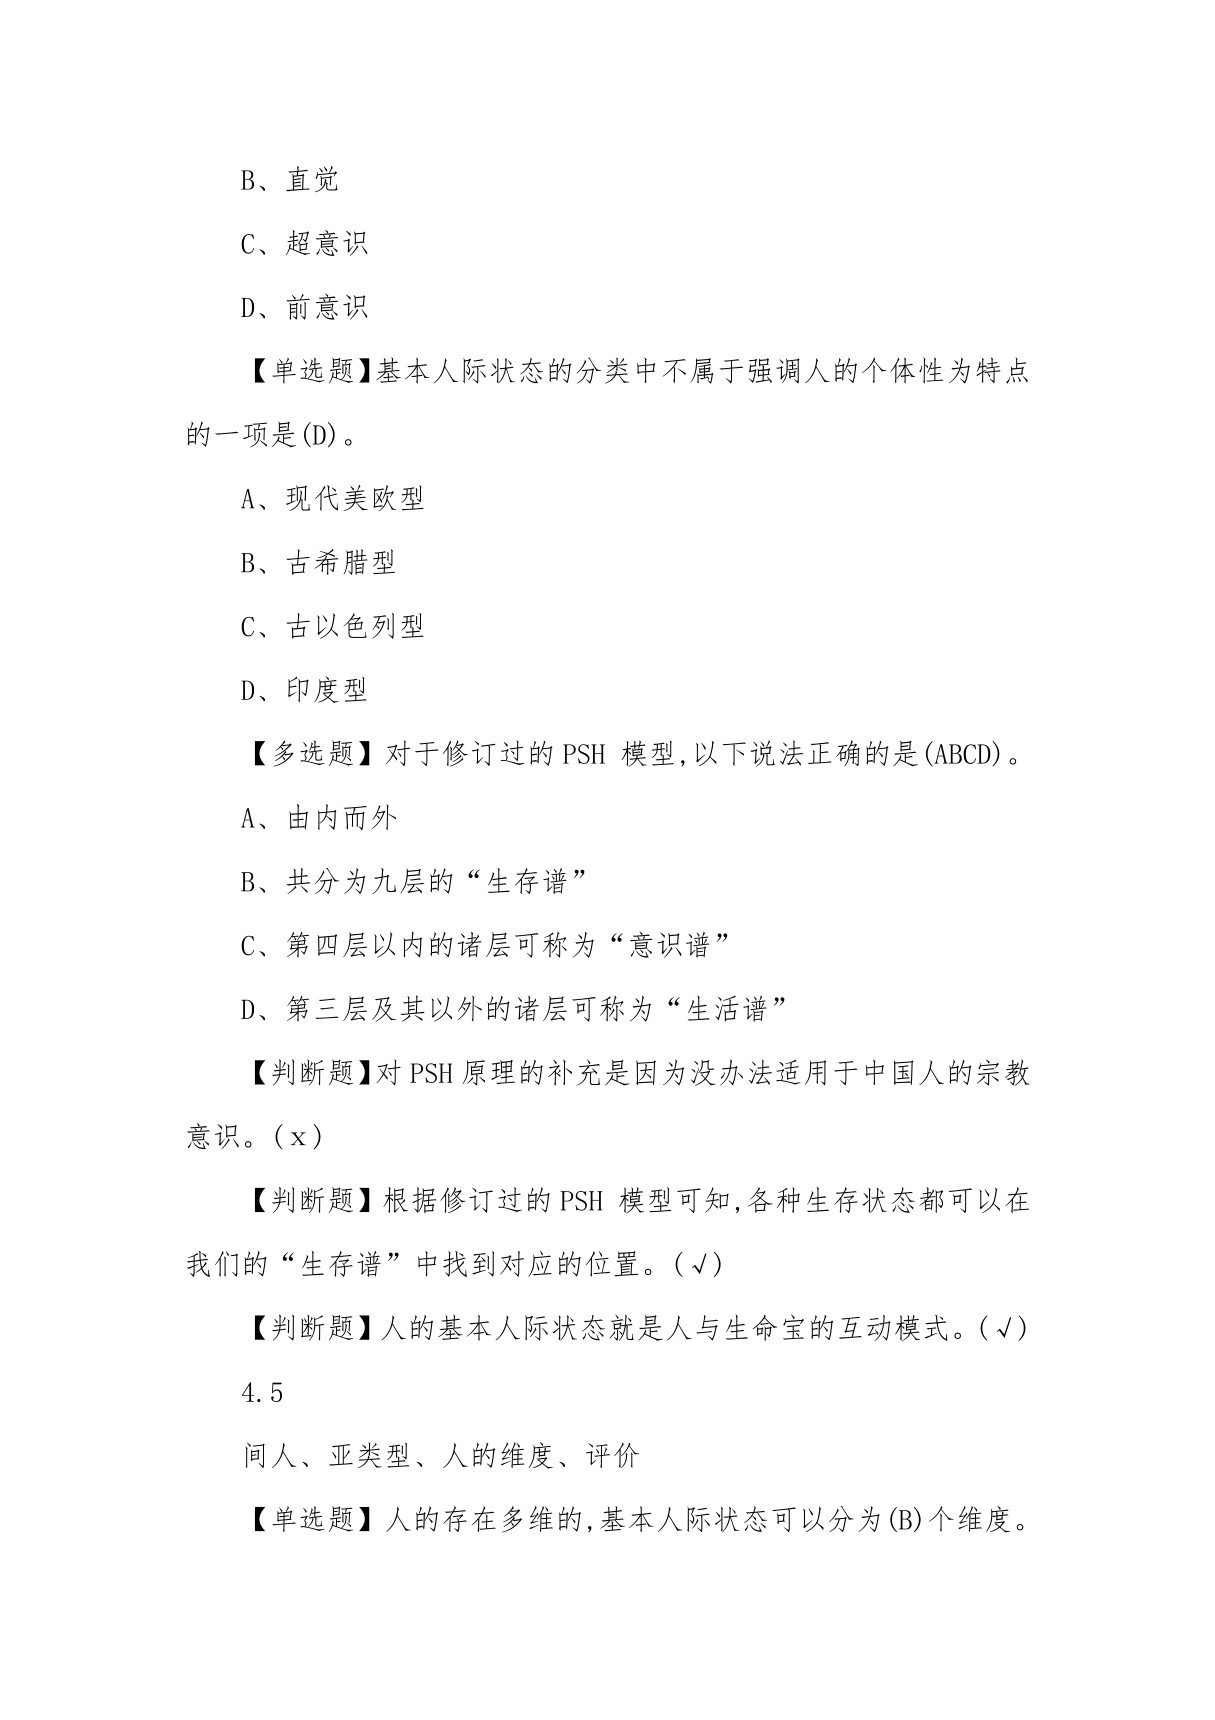 B、直觉
C、超意识
D、前意识
【单选题】基本人际状态的分类中不属于强调人的个体性为特点
的一项是(D)。
A、现代美欧型
B、古希腊型
C、古以色列型
D、印度型
【多选题】对于修订过的PSH 模型,以下说法正确的是(ABCD)。
A、由内而外
B、共分为九层的“生存谱”
C、第四层以内的诸层可称为“意识谱”
D、第三层及其以外的诸层可称为“生活谱”
【判断题】对PSH原理的补充是因为没办法适用于中国人的宗教
意识。(x)
【判断题】根据修订过的PSH 模型可知,各种生存状态都可以在
我们的“生存谱”中找到对应的位置。(√)
【判断题】人的基本人际状态就是人与生命宝的互动模式。(√)
4.5
间人、亚类型、人的维度、评价
【单选题】人的存在多维的,基本人际状态可以分为(B)个维度。